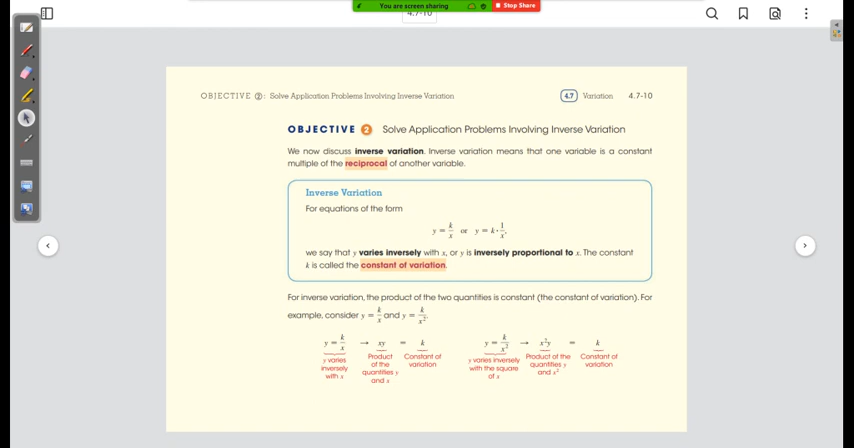 You are screen sharing Stop Share
4.7-10
OBJECTIVE ②: Solve Application Problems Involving Inverse Variation 4.7 Variation 4.7-10
OBJECTIVE 2 Solve Application Problems Involving Inverse Variation
We now discuss inverse variation. Inverse variation means that one variable is a constant
multiple of the reciprocal of another variable.
Inverse Variation
For equations of the form
y = k/x or y = k · 1/x,
we say that y varies inversely with x, or y is inversely proportional to x. The constant
k is called the constant of variation.
For inverse variation, the product of the two quantities is constant (the constant of variation). For
example, consider y = k/x and y = k/x².
y = k/x → xy = k
y varies inversely with x
Product of the quantities y and x
Constant of variation
y = k/x² → x²y = k
y varies inversely with the square of x
Product of the quantities y and x²
Constant of variation